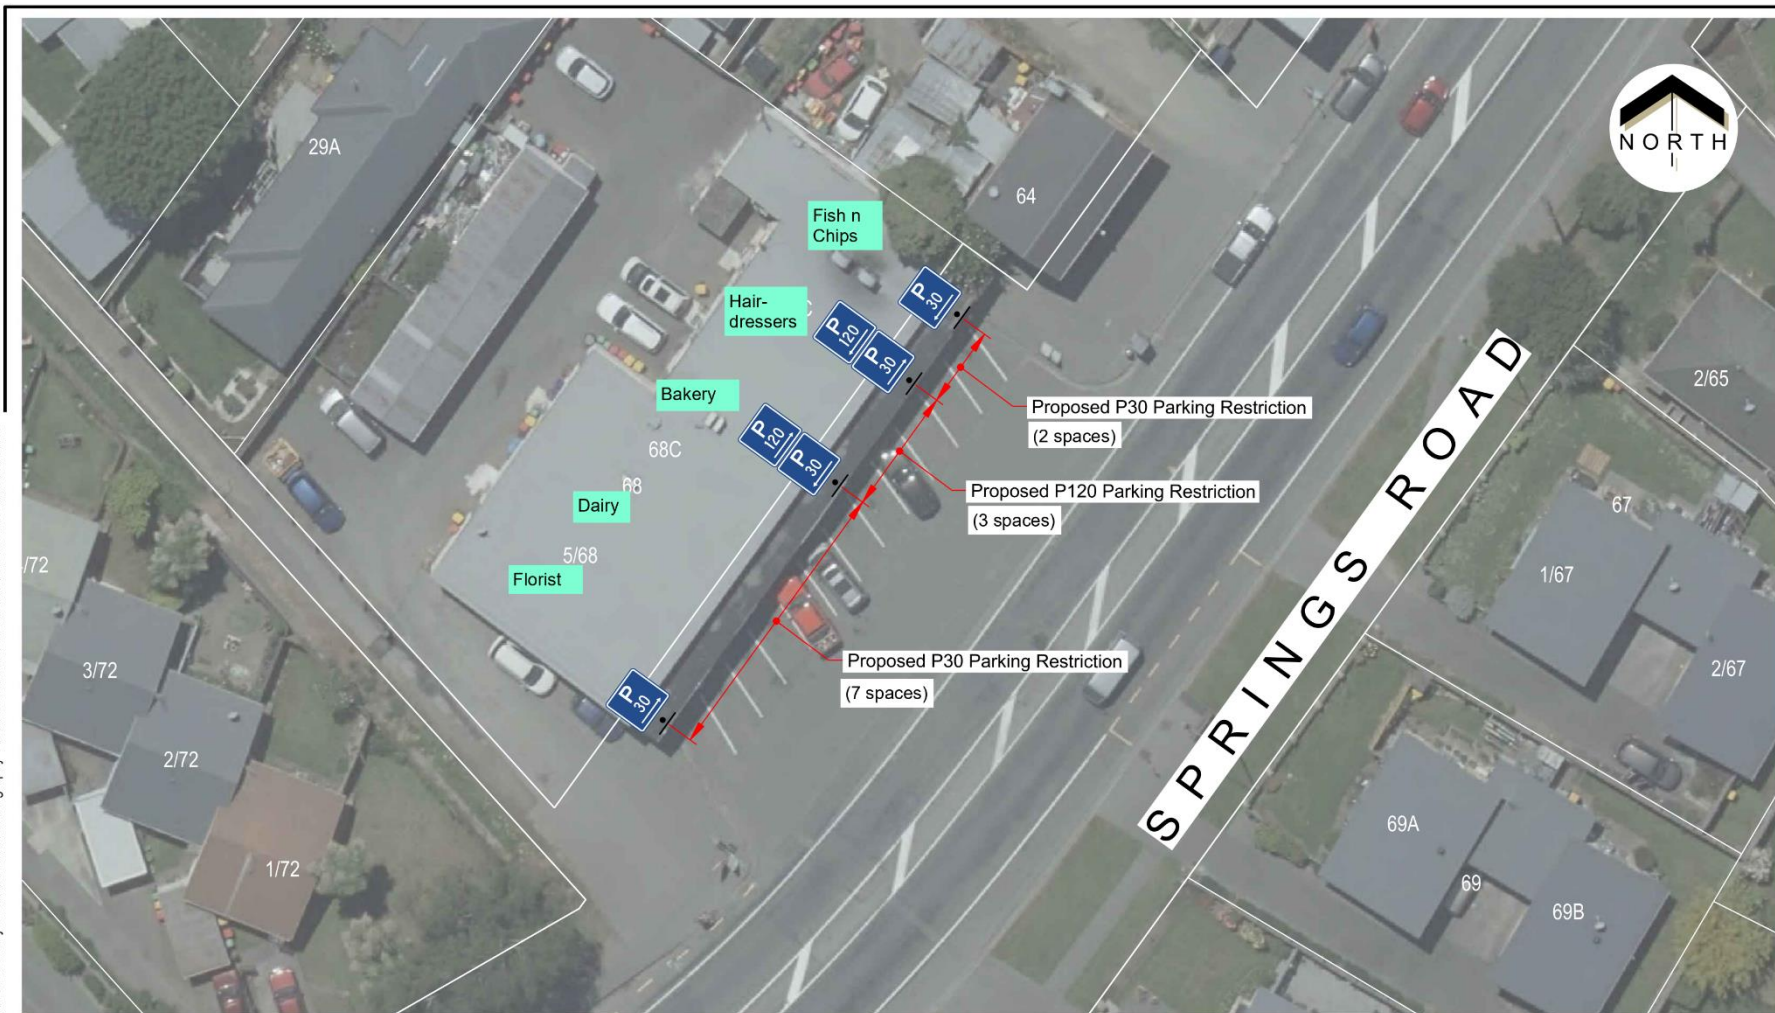 NORTH
29A
64
Fish n
Chips
P
30
Hair-
dressers
P
120
P
30
2/65
Proposed P30 Parking Restriction
(2 spaces)
Bakery
P
120
P
30
68C
68
Proposed P120 Parking Restriction
(3 spaces)
Dairy
5/68
Florist
67
1/67
2/67
/72
3/72
2/72
1/72
Proposed P30 Parking Restriction
(7 spaces)
P
30
SPRINGS ROAD
69A
69
69B